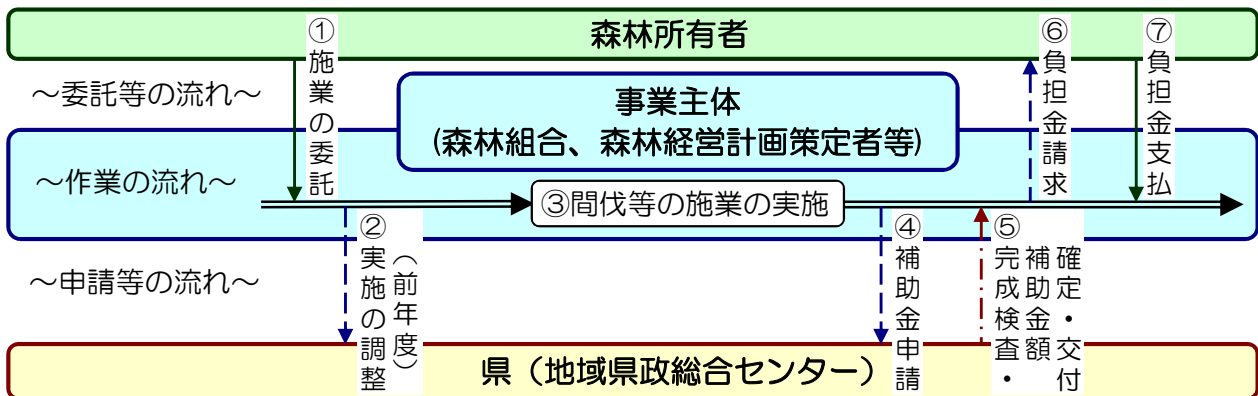 森林所有者
①施業の委託
⑥負担金請求
⑦負担金支払
～委託等の流れ～
事業主体
(森林組合、森林経営計画策定者等)
～作業の流れ～
③間伐等の施業の実施
②実施の調整
（前年度）
④補助金申請
⑤完成検査・
補助金額
確定・交付
～申請等の流れ～
県（地域県政総合センター）